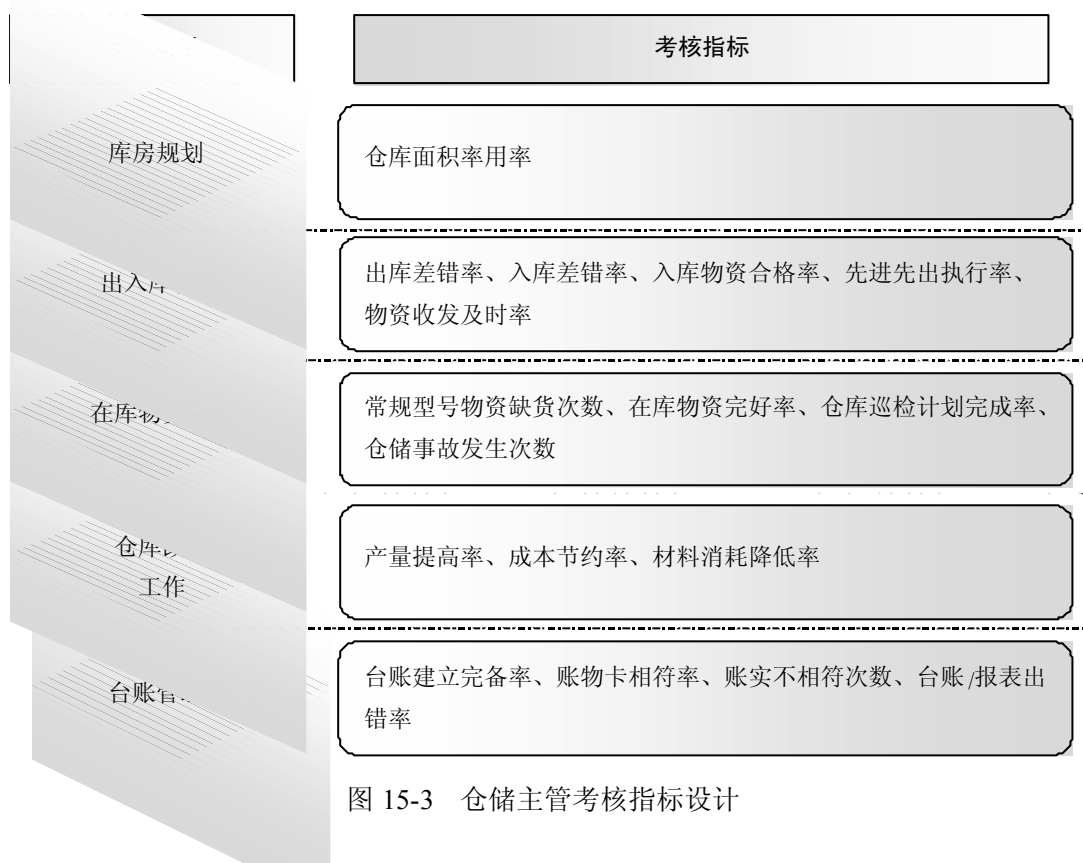 考核指标
库房规划
仓库面积率用率
出入
出库差错率、入库差错率、入库物资合格率、先进先出执行率、
物资收发及时率
在库
常规型号物资缺货次数、在库物资完好率、仓库巡检计划完成率、
仓储事故发生次数
仓库
工作
产量提高率、成本节约率、材料消耗降低率
台账
台账建立完备率、账物卡相符率、账实不相符次数、台账/报表出
错率
图 15-3 仓储主管考核指标设计